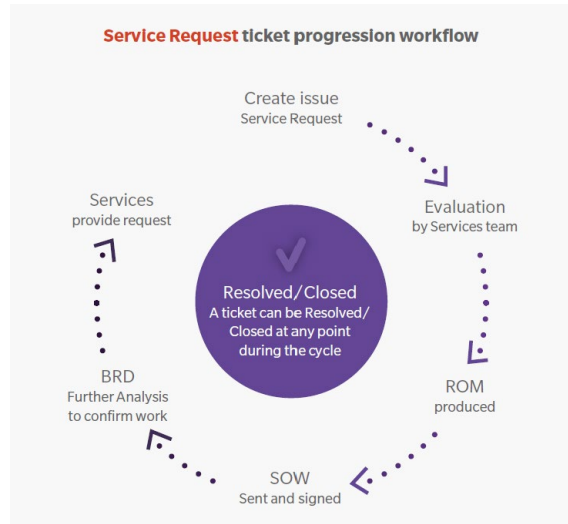 Service Request ticket progression workflow
Create issue
Service Request
Evaluation
by Services team
ROM
produced
SOW
Sent and signed
BRD
Further Analysis
to confirm work
Services
provide request
Resolved/Closed
A ticket can be Resolved/
Closed at any point
during the cycle